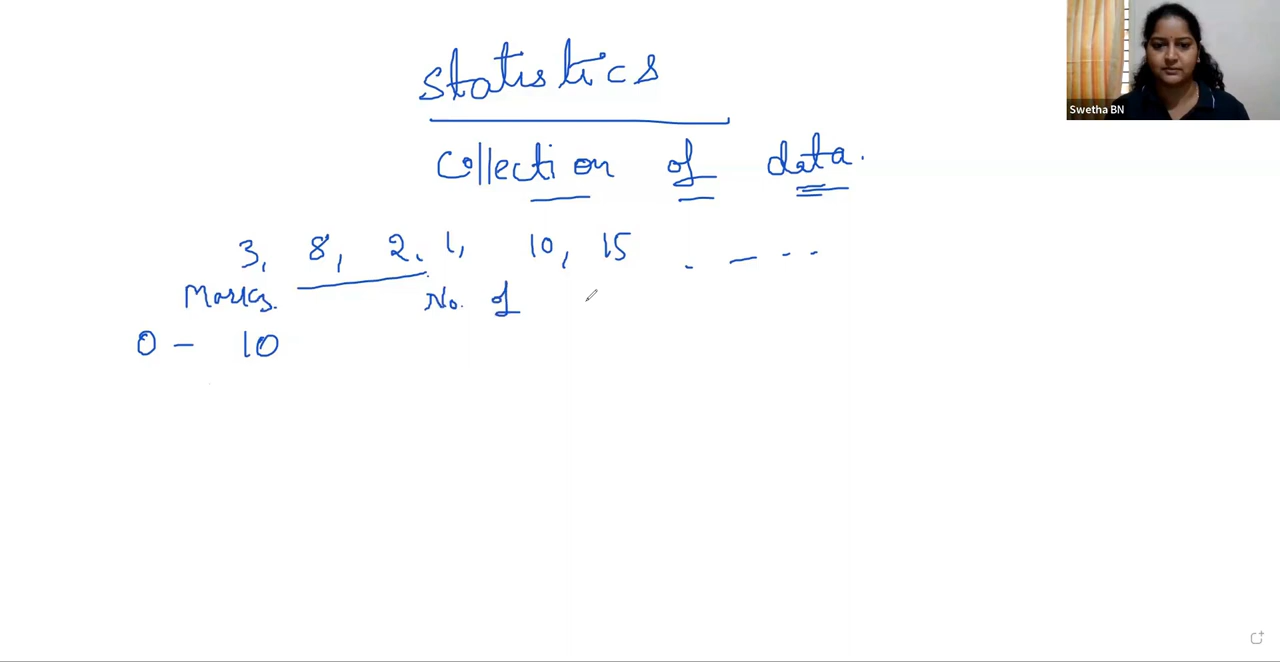 statistics
Collection of data.
3, 8, 2, 1, 10, 15 . - - -
Marks. No. of
0 - 10
Swetha BN